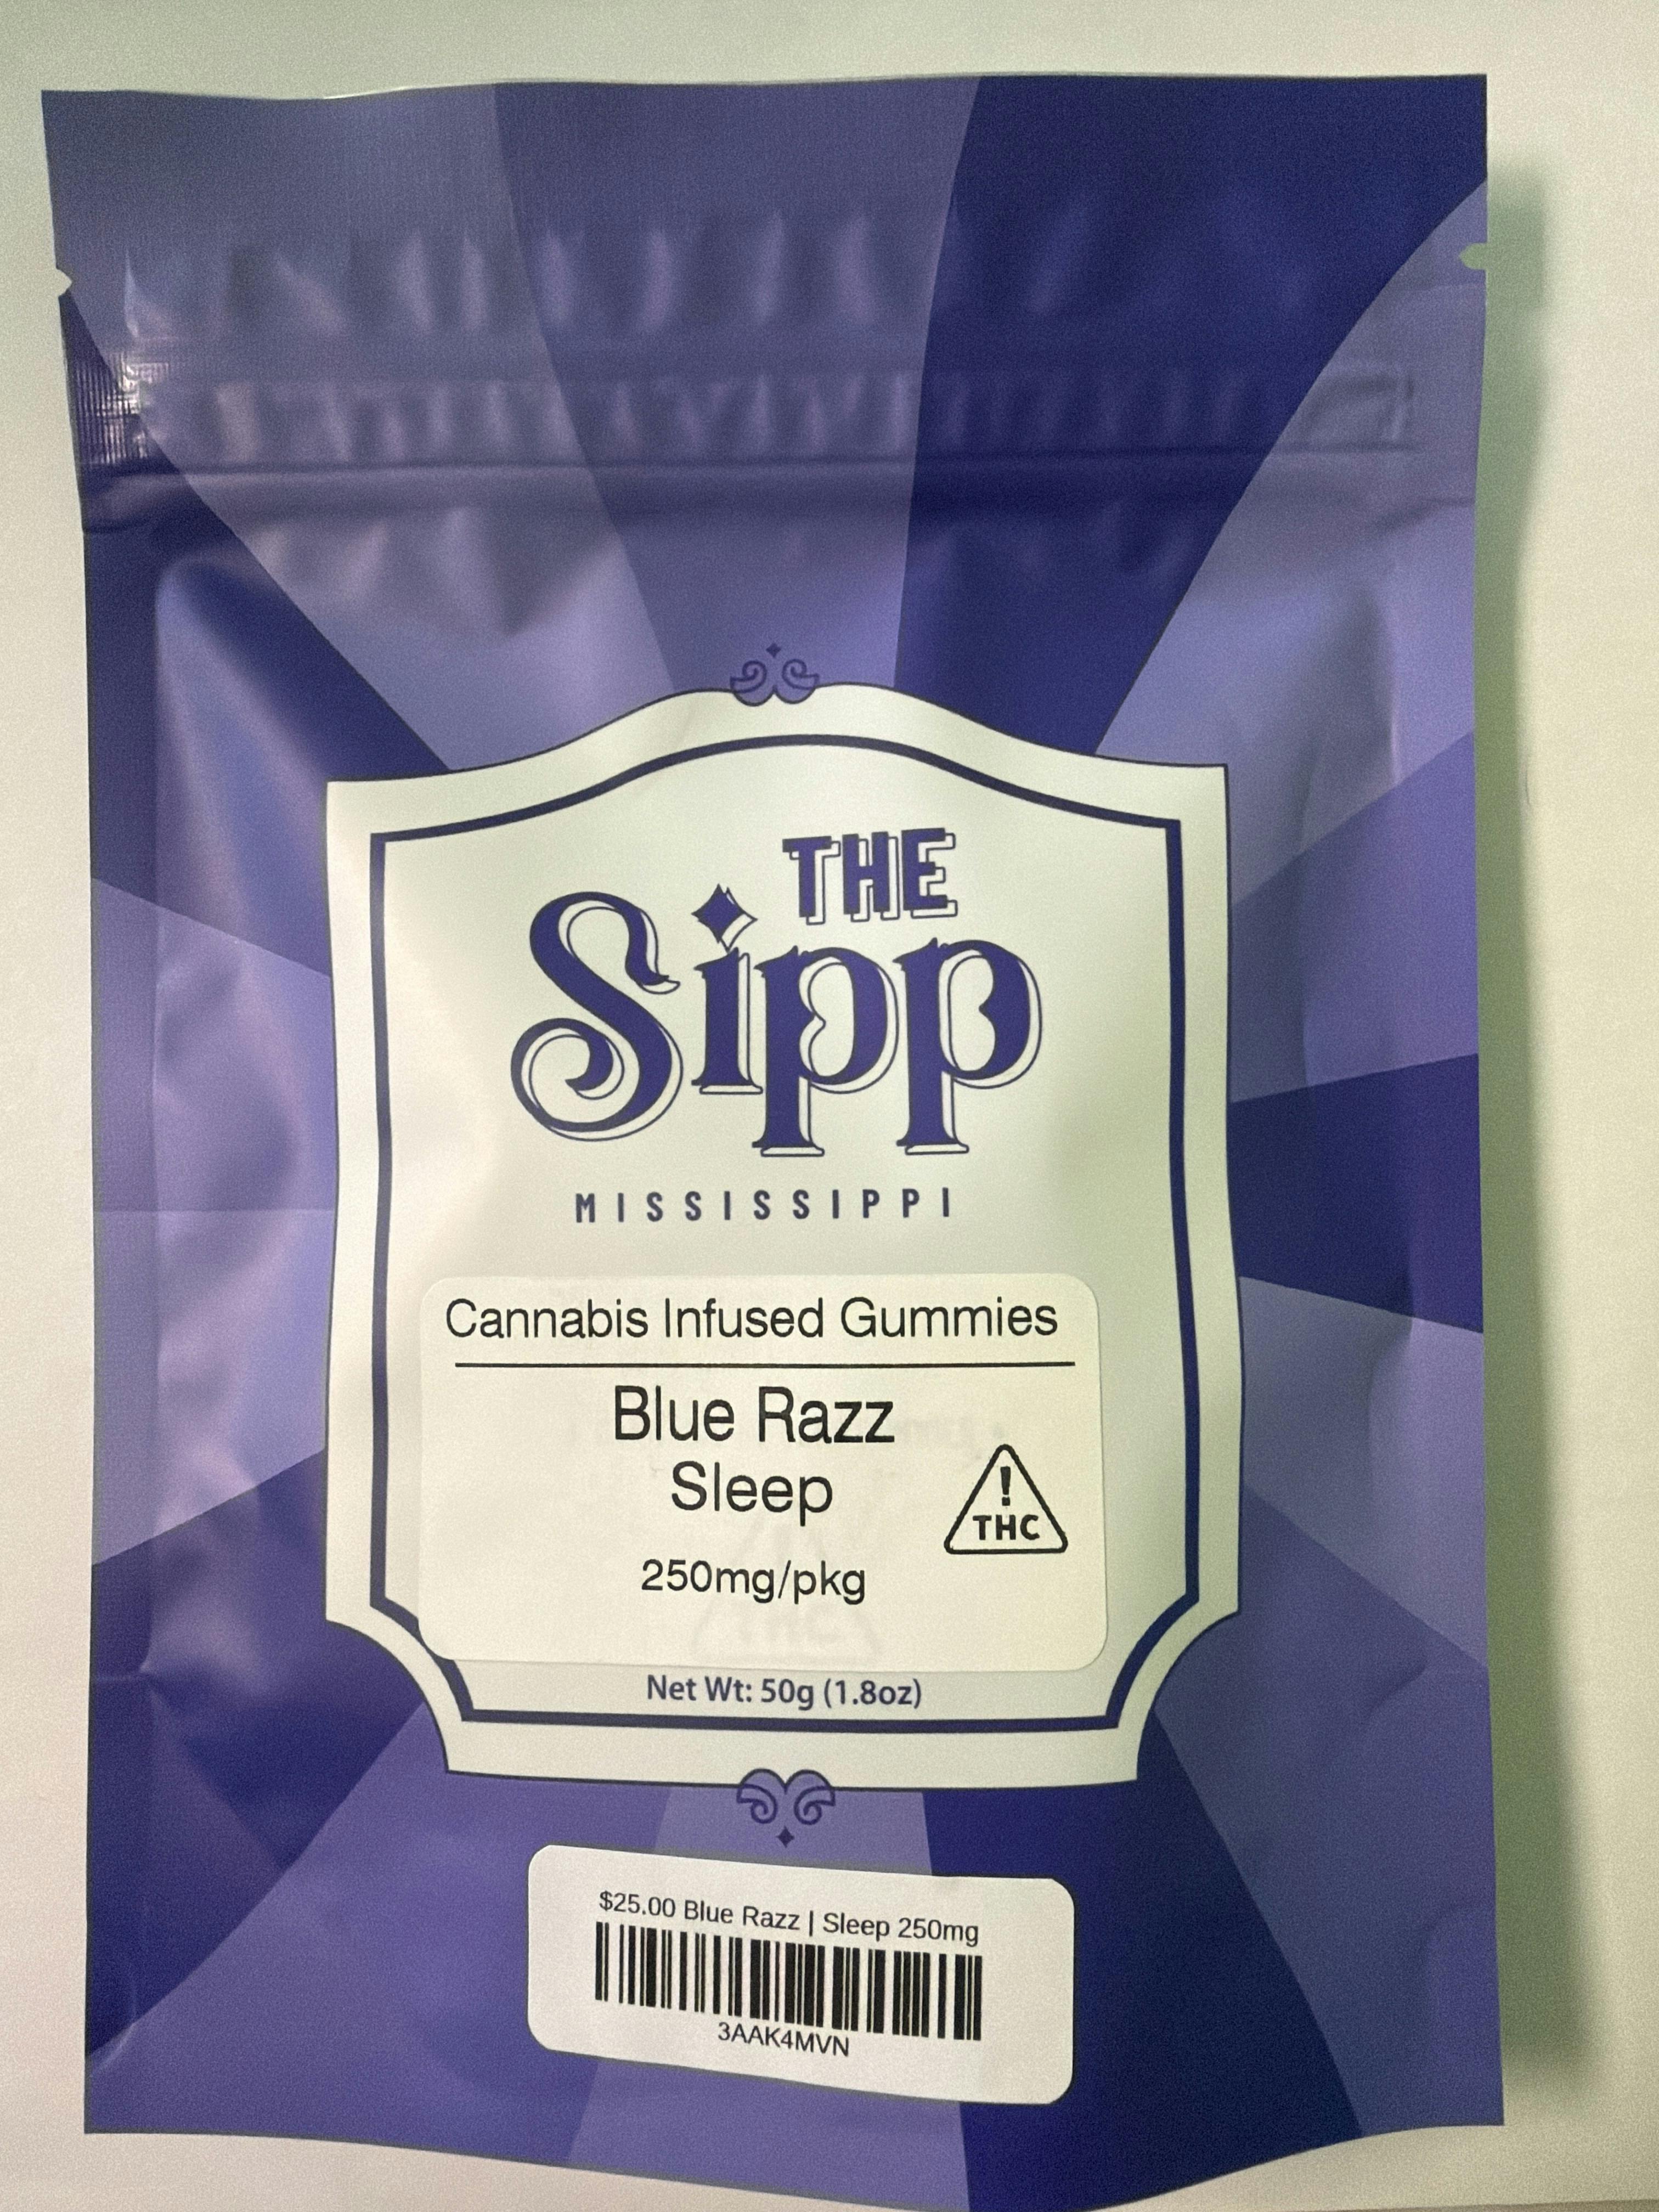 THE
Sipp
MISSISSIPPI
Cannabis Infused Gummies
Blue Razz
Sleep
!
THC
250mg/pkg
Net Wt: 50g (1.8oz)
$25.00 Blue Razz | Sleep 250mg
3AAK4MVN